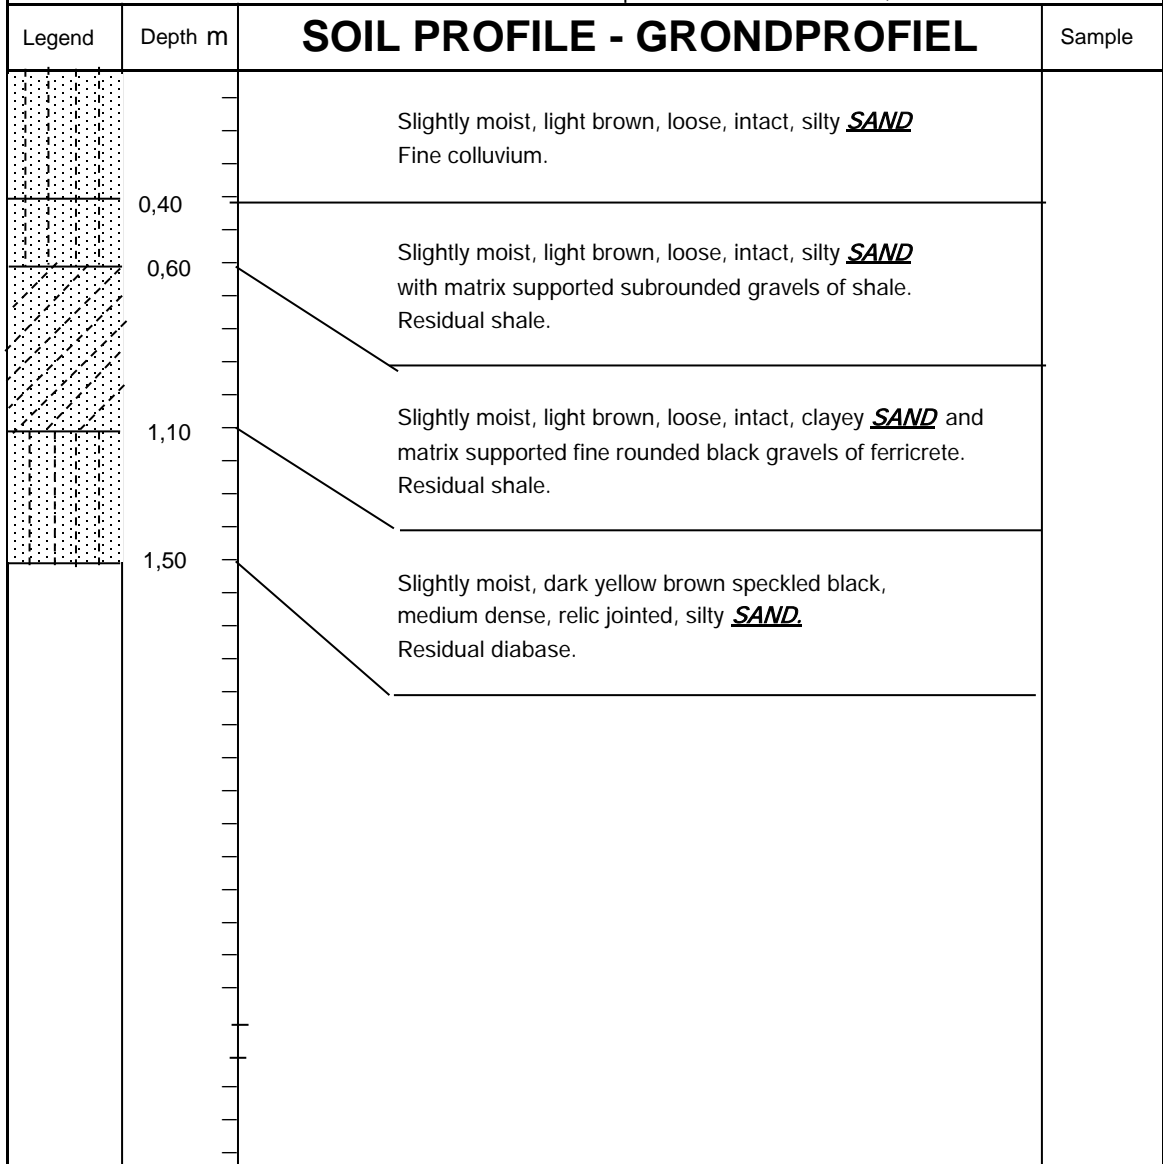 Legend
Depth m
SOIL PROFILE - GRONDPROFIEL
Sample
Slightly moist, light brown, loose, intact, silty SAND
Fine colluvium.
0,40
Slightly moist, light brown, loose, intact, silty SAND
0,60
with matrix supported subrounded gravels of shale.
Residual shale.
Slightly moist, light brown, loose, intact, clayey SAND and
1,10
matrix supported fine rounded black gravels of ferricrete.
Residual shale.
1,50
Slightly moist, dark yellow brown speckled black,
medium dense, relic jointed, silty SAND.
Residual diabase.